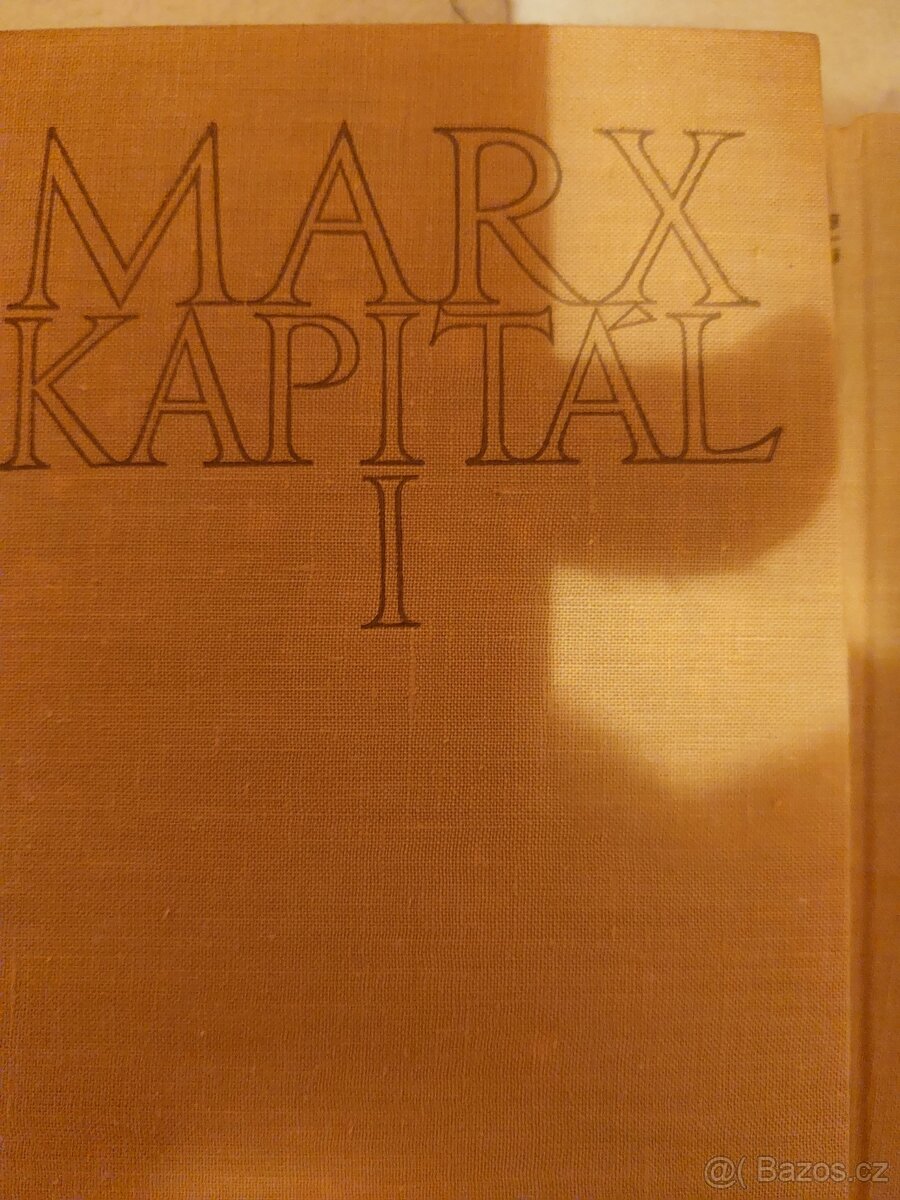 MARX
KAPITÁL
I
@( Bazos.cz